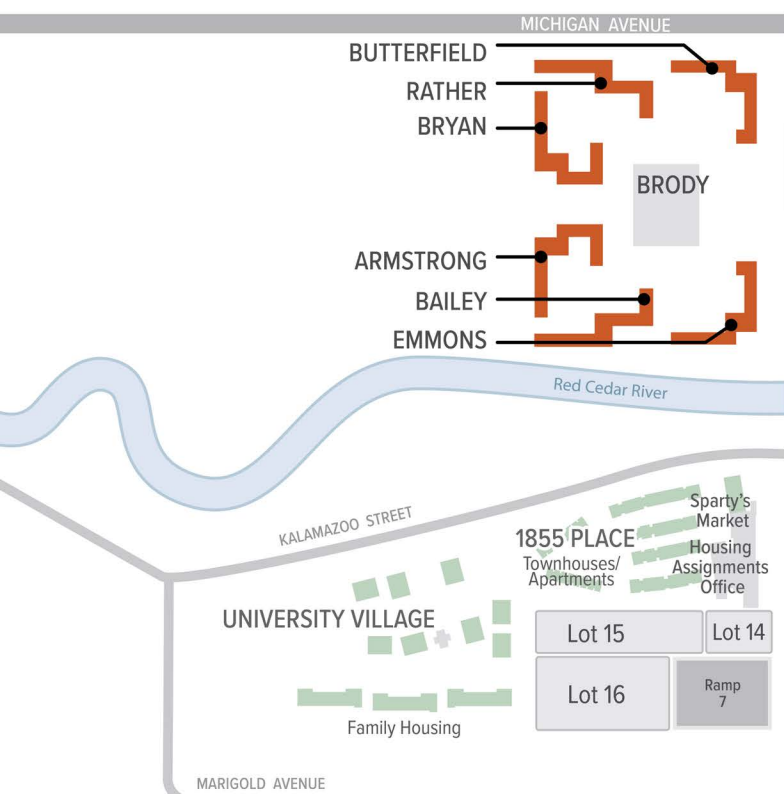 MICHIGAN AVENUE
BUTTERFIELD
RATHER
BRYAN
BRODY
ARMSTRONG
BAILEY
EMMONS
Red Cedar River
KALAMAZOO STREET
Sparty's
Market
1855 PLACE
Townhouses/
Apartments
Housing
Assignments
Office
UNIVERSITY VILLAGE
Lot 15
Lot 14
Lot 16
Ramp
7
Family Housing
MARIGOLD AVENUE